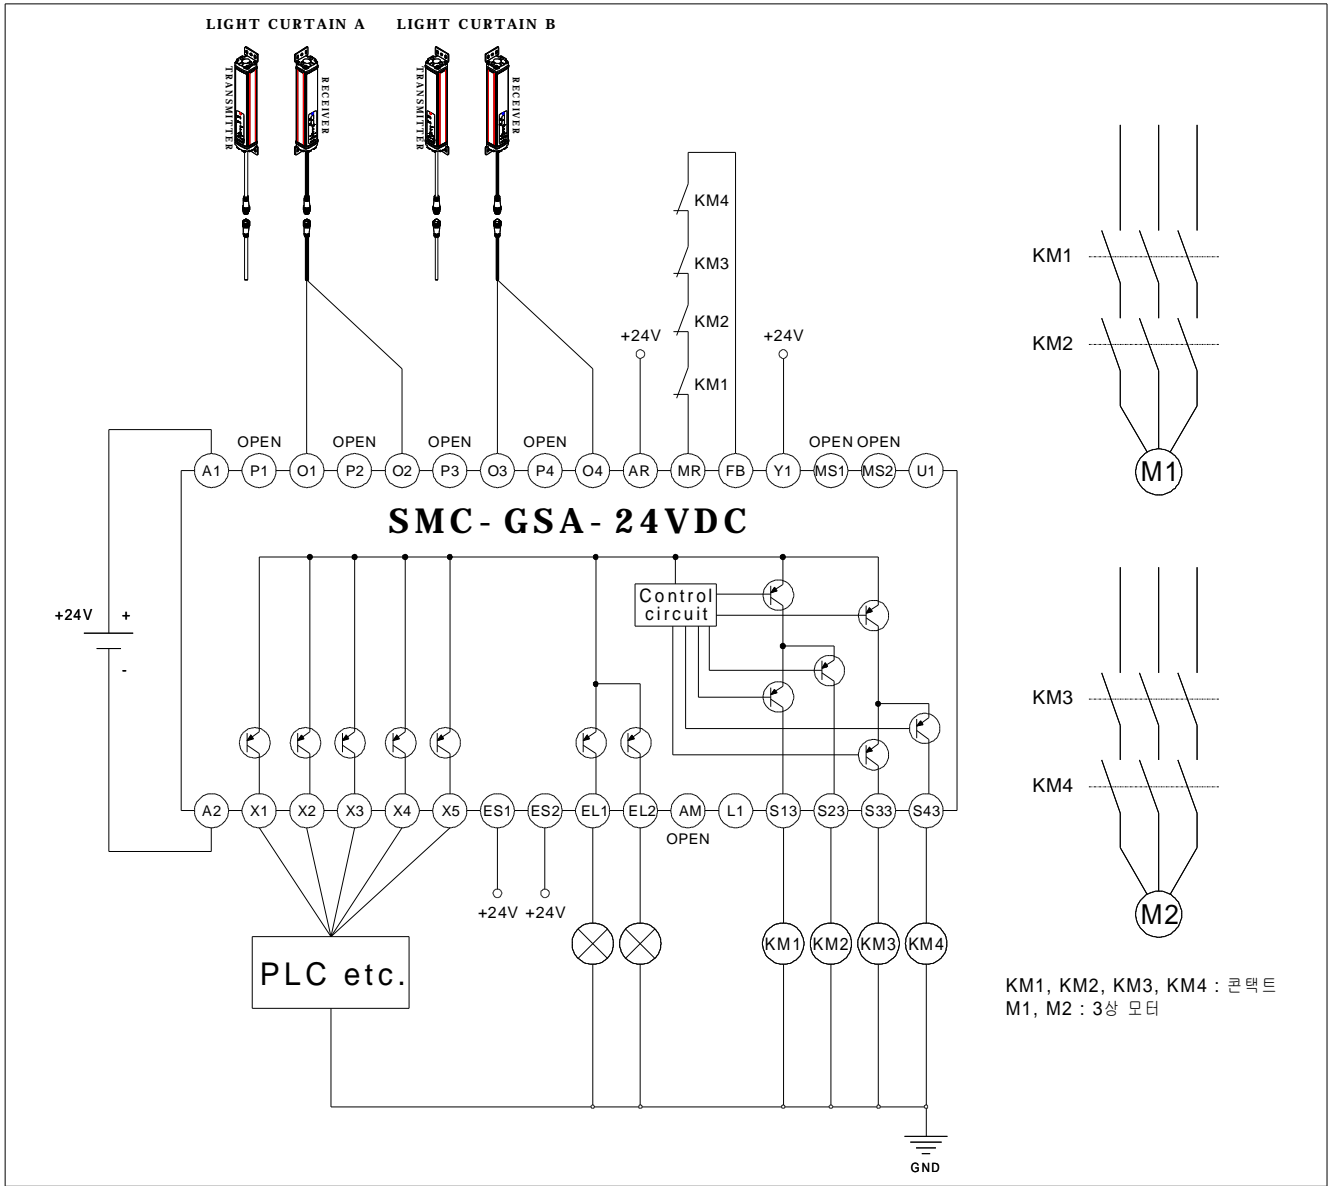 LIGHT CURTAIN A
LIGHT CURTAIN B
TRANSMITTER
RECEIVER
TRANSMITTER
RECEIVER
KM4
KM3
KM2
KM1
+24V
+24V
OPEN
OPEN
OPEN
OPEN
OPEN
OPEN
A1
P1
O1
P2
O2
P3
O3
P4
O4
AR
MR
FB
Y1
MS1
MS2
U1
SMC-GSA-24VDC
Control
circuit
+24V
+
-
A2
X1
X2
X3
X4
X5
ES1
ES2
EL1
EL2
AM
L1
S13
S23
S33
S43
OPEN
+24V
+24V
PLC etc.
KM1
KM2
KM3
KM4
GND
KM1
KM2
M1
KM3
KM4
M2
KM1, KM2, KM3, KM4 : 콘택트
M1, M2 : 3상 모터